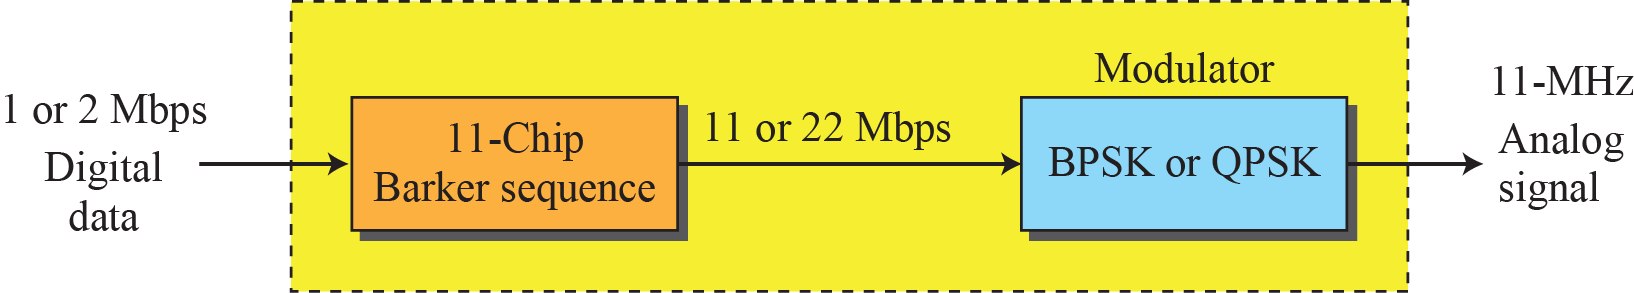 1 or 2 Mbps
Digital
data
11-Chip
Barker sequence
11 or 22 Mbps
Modulator
BPSK or QPSK
11-MHz
Analog
signal